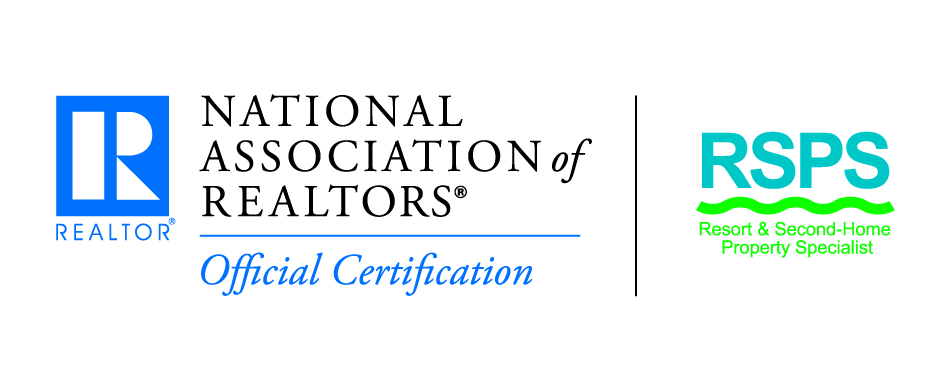 REALTOR®
NATIONAL
ASSOCIATION of
REALTORS®
Official Certification
RSPS
Resort & Second-Home
Property Specialist